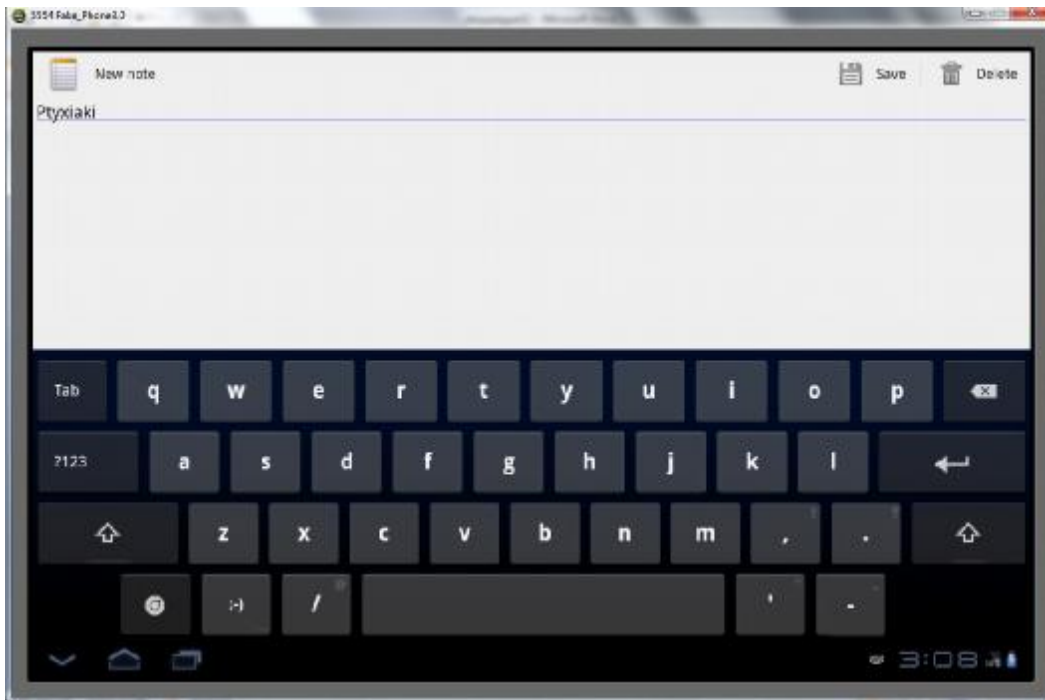 5554:Fake_Phone3.0
New note Save Delete
Ptyxiaki
Tab q w e r t y u i o p
?123 a s d f g h j k l
z x c v b n m , .
:-) / ' -
3:08